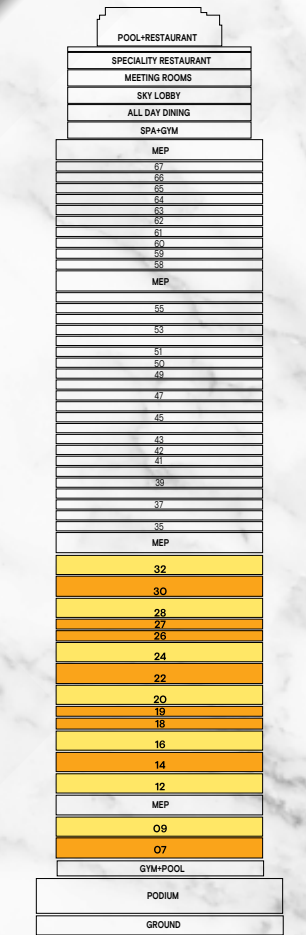 POOL+RESTAURANT
SPECIALITY RESTAURANT
MEETING ROOMS
SKY LOBBY
ALL DAY DINING
SPA+GYM
MEP
67
66
65
64
63
62
61
60
59
58
MEP
55
53
51
50
49
47
45
43
42
41
39
37
35
MEP
32
30
28
27
26
24
22
20
19
18
16
14
12
MEP
09
07
GYM+POOL
PODIUM
GROUND